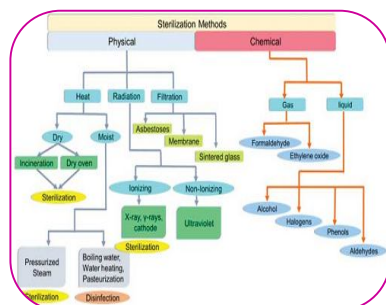 Sterilization Methods
Physical
Chemical
Heat
Radiation
Filtration
Gas
liquid
Asbestoses
Membrane
Sintered glass
Dry
Moist
Formaldehyde
Ethylene oxide
Incineration
Dry oven
Sterilization
Ionizing
Non-Ionizing
X-ray, γ-rays,
cathode
Ultraviolet
Sterilization
Alcohol
Halogens
Phenols
Aldehydes
Pressurized
Steam
Boiling water,
Water heating,
Pasteurization
Sterilization
Disinfection